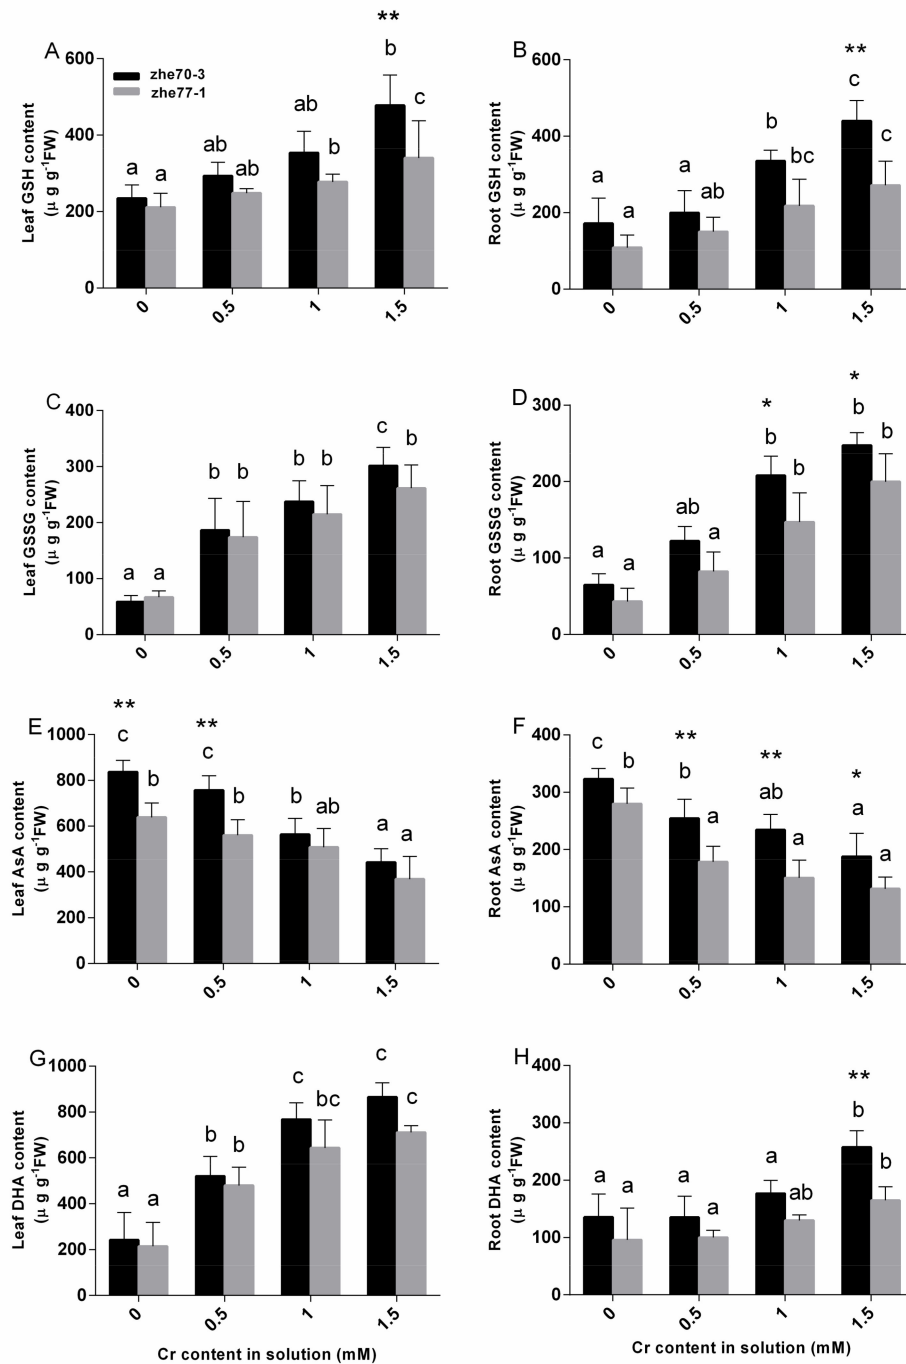 A
Leaf GSH content
(μ g g-1FW)
600
400
200
0
zhe70-3
zhe77-1
a a
ab ab
ab b
** b c
0 0.5 1 1.5
B
Root GSH content
(μ g g-1FW)
600
400
200
0
a a
a ab
b bc
** c c
0 0.5 1 1.5
C
Leaf GSSG content
(μ g g-1FW)
400
300
200
100
0
a a
b b
b b
c b
0 0.5 1 1.5
D
Root GSSG content
(μ g g-1FW)
300
200
100
0
a a
ab a
* b b
* b b
0 0.5 1 1.5
E
Leaf AsA content
(μ g g-1FW)
1000
800
600
400
200
0
** c b
** c b
b ab
a a
0 0.5 1 1.5
F
Root AsA content
(μ g g-1FW)
400
300
200
100
0
c b
** b a
** ab a
* a a
0 0.5 1 1.5
G
Leaf DHA content
(μ g g-1FW)
1000
800
600
400
200
0
a a
b b
c bc
c c
0 0.5 1 1.5
Cr content in solution (mM)
H
Root DHA content
(μ g g-1FW)
400
300
200
100
0
a a
a a
a ab
** b b
0 0.5 1 1.5
Cr content in solution (mM)